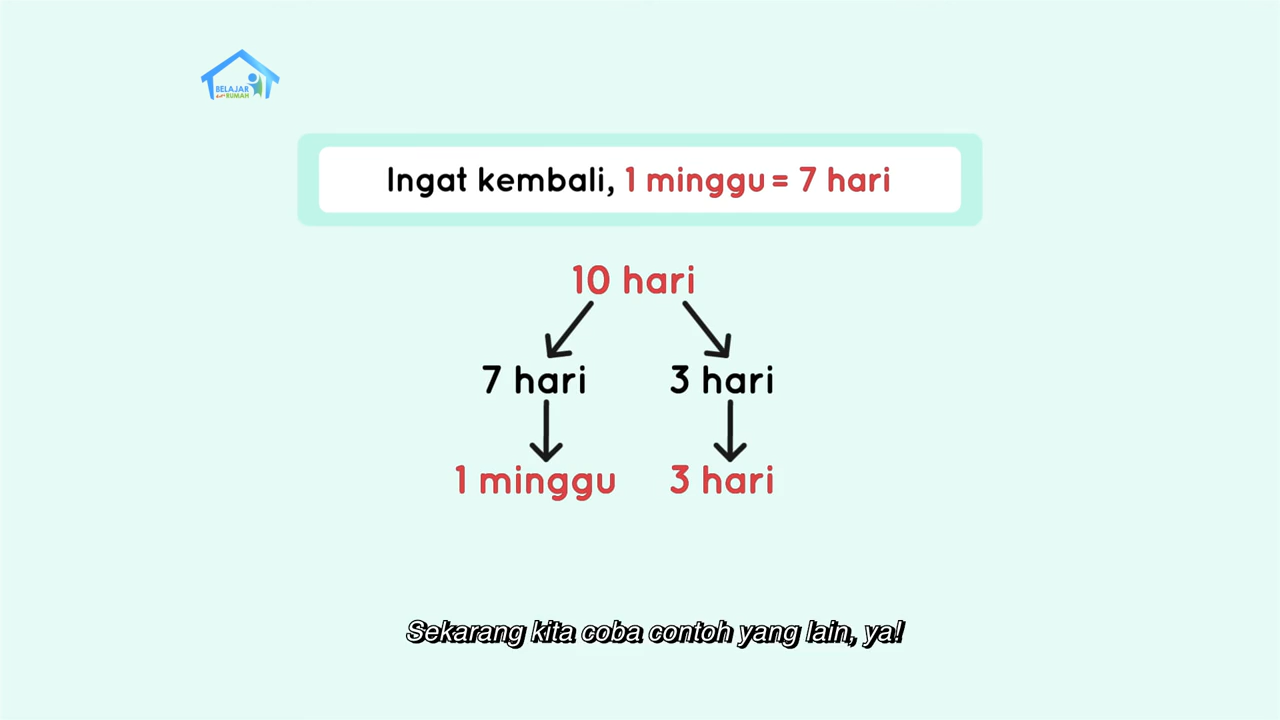 BELAJAR
dari RUMAH
Ingat kembali, 1 minggu = 7 hari
10 hari
7 hari 3 hari
1 minggu 3 hari
Sekarang kita coba contoh yang lain, ya!